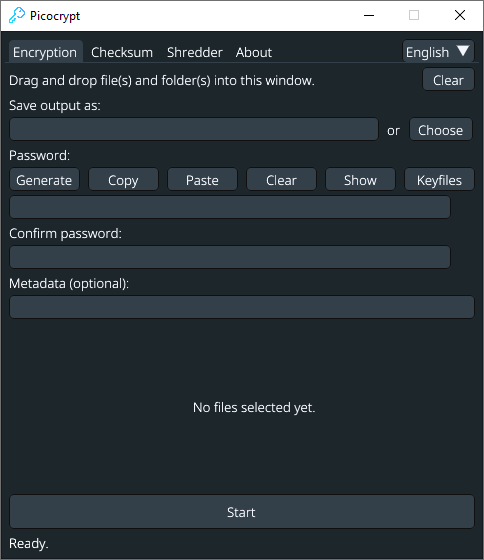 Picocrypt
Encryption Checksum Shredder About English
Drag and drop file(s) and folder(s) into this window. Clear
Save output as:
or Choose
Password:
Generate Copy Paste Clear Show Keyfiles
Confirm password:
Metadata (optional):
No files selected yet.
Start
Ready.